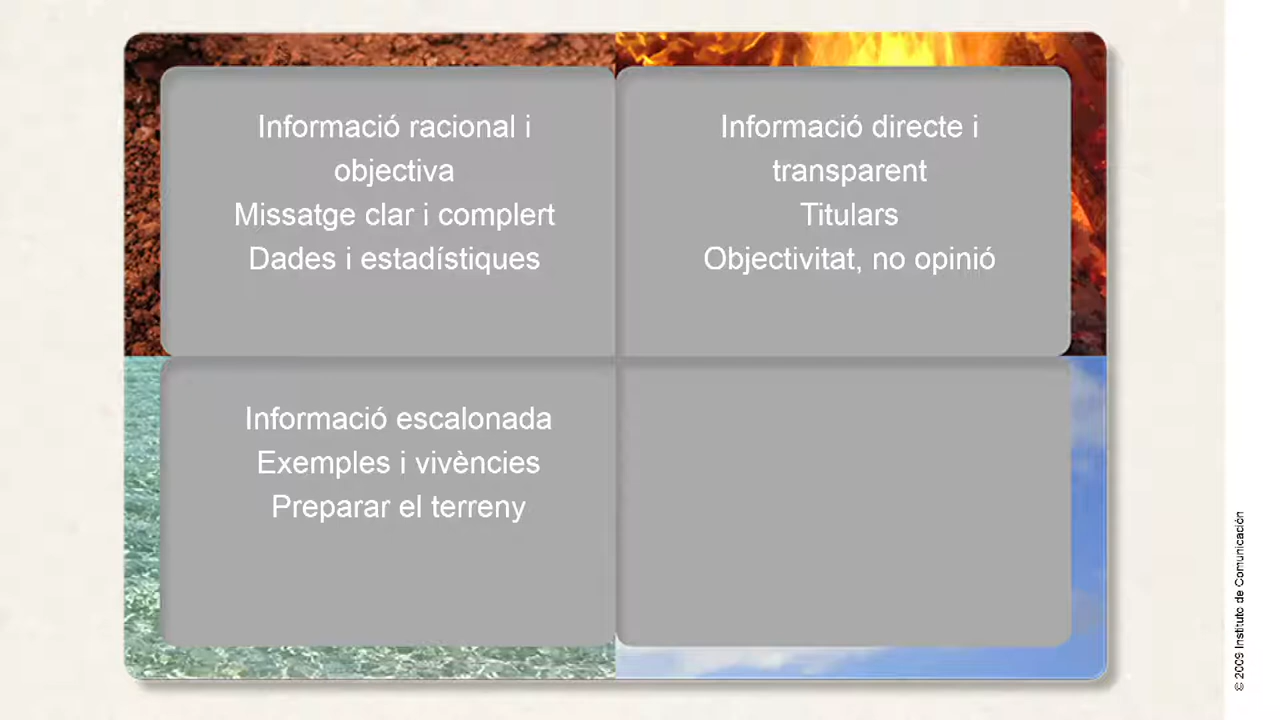 Informació racional i
objectiva
Missatge clar i complert
Dades i estadístiques
Informació directe i
transparent
Titulars
Objectivitat, no opinió
Informació escalonada
Exemples i vivències
Preparar el terreny
© 2009 Instituto de Comunicación